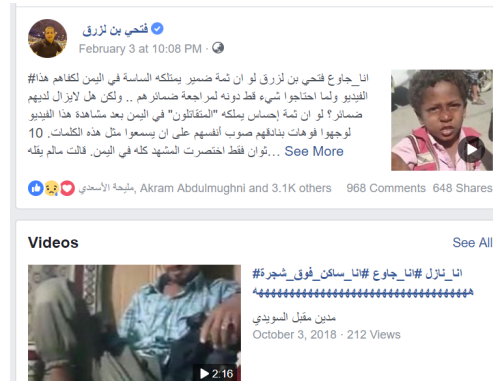 فتحي بن لزرق
February 3 at 10:08 PM ·
#انا_جاوع فتحي بن لزرق لو ان ثمة ضمير يمتلكه الساسة في اليمن لكفاهم هذا
الفيديو ولما احتاجوا شيء قط دونه لمراجعة ضمائرهم .. ولكن هل لايزال لديهم
ضمائر؟ لو ان ثمة إحساس يملكه "المتقاتلون" في اليمن بعد مشاهدة هذا الفيديو
لوجهوا فوهات بنادقهم صوب أنفسهم على ان يسمعوا مثل هذه الكلمات. 10
ثوان فقط اختصرت المشهد كله في اليمن. قالت مالم يقله... See More
مليحة الأسعدي, Akram Abdulmughni and 3.1K others 968 Comments 648 Shares
Videos See All
#انا_نازل #انا_جاوع #انا_ساكن_فوق_شجرة
مدين مقبل السويدي
October 3, 2018 · 212 Views
2:16